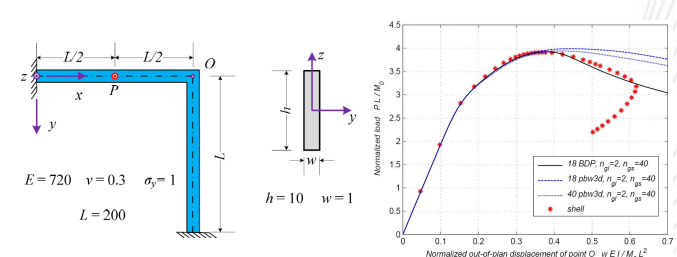 L/2
L/2
O
z
x
P
y
L
E = 720 ν = 0.3 σy = 1
L = 200
z
h
y
w
h = 10 w = 1
Normalized load P L / M0
4.5
4
3.5
3
2.5
2
1.5
1
0.5
0
18 BDP, ngi=2, ngs=40
18 pbw3d, ngi=2, ngs=40
40 pbw3d, ngi=2, ngs=40
shell
0 0.1 0.2 0.3 0.4 0.5 0.6 0.7
Normalized out-of-plan displacement of point O
w E I / M L²